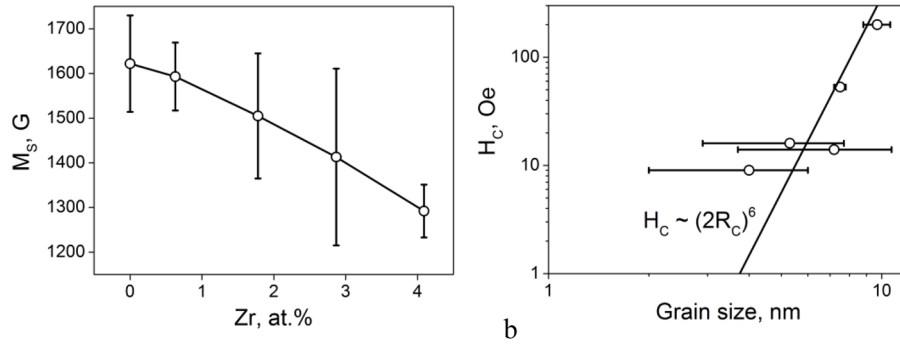 1700
1600
1500
1400
1300
1200
M_S, G
0 1 2 3 4
Zr, at.%
b
100
10
1
H_C, Oe
H_C ~ (2R_C)^6
1 10
Grain size, nm